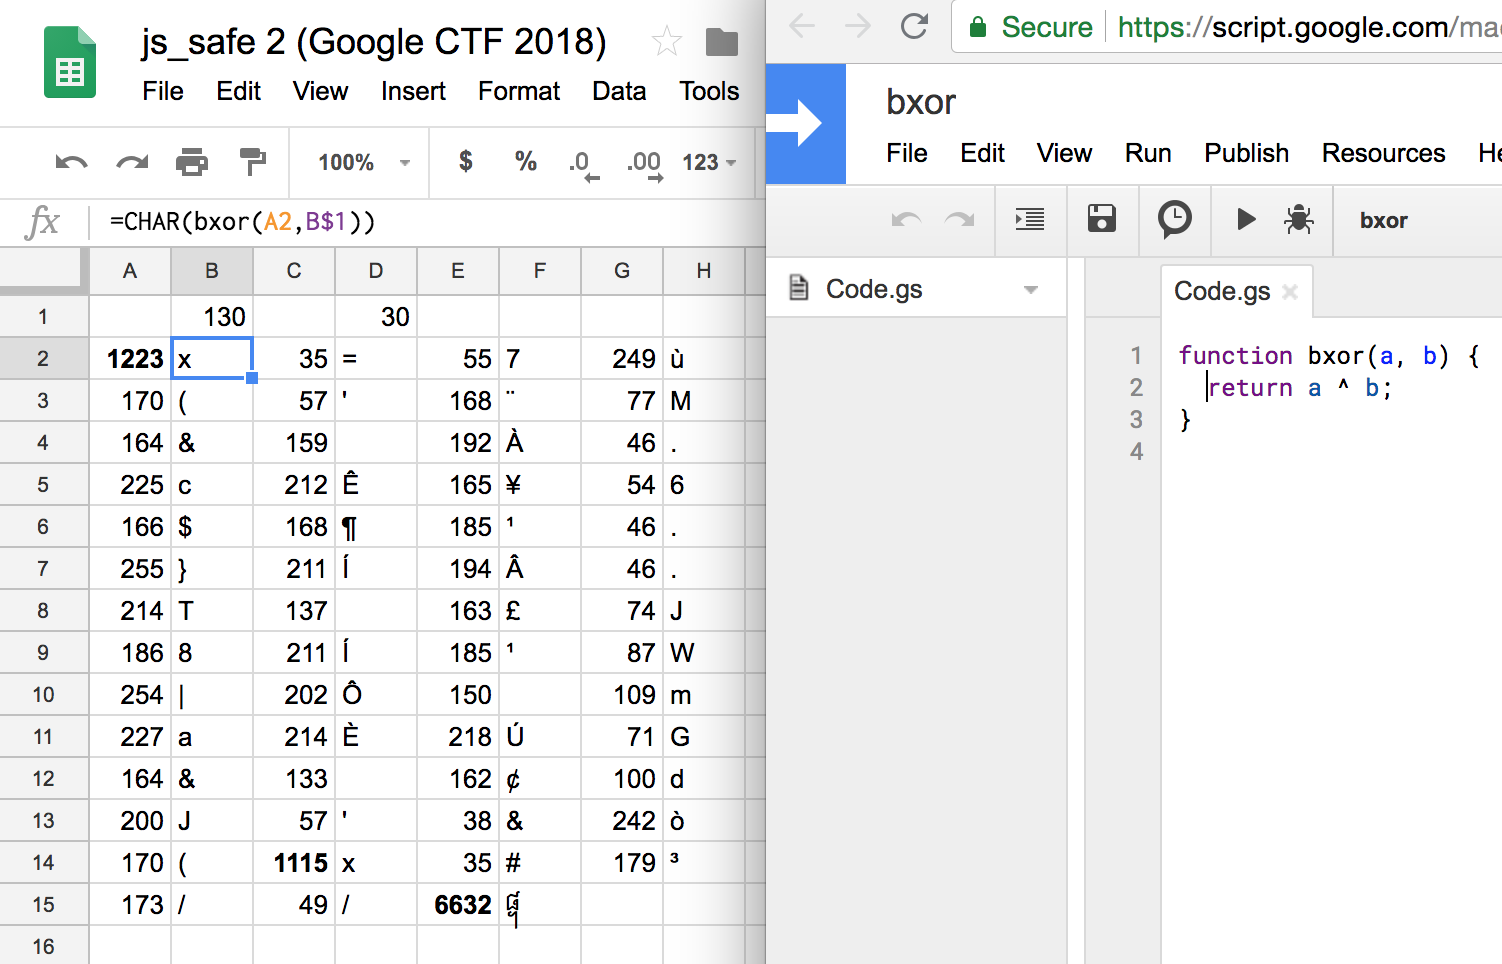 js_safe 2 (Google CTF 2018)
File Edit View Insert Format Data Tools
100% $ % .0 .00 123
fx =CHAR(bxor(A2,B$1))
A B C D E F G H
1 130 30
2 1223 x 35 = 55 7 249 ù
3 170 ( 57 ' 168 ¨ 77 M
4 164 & 159 192 À 46 .
5 225 c 212 Ê 165 ¥ 54 6
6 166 $ 168 ¶ 185 ¹ 46 .
7 255 } 211 Í 194 Â 46 .
8 214 T 137 163 £ 74 J
9 186 8 211 Í 185 ¹ 87 W
10 254 | 202 Ô 150 109 m
11 227 a 214 È 218 Ú 71 G
12 164 & 133 162 ¢ 100 d
13 200 J 57 ' 38 & 242 ò
14 170 ( 1115 x 35 # 179 ³
15 173 / 49 / 6632
16
Secure https://script.google.com/ma
bxor
File Edit View Run Publish Resources He
bxor
Code.gs
Code.gs ×
1 function bxor(a, b) {
2 return a ^ b;
3 }
4